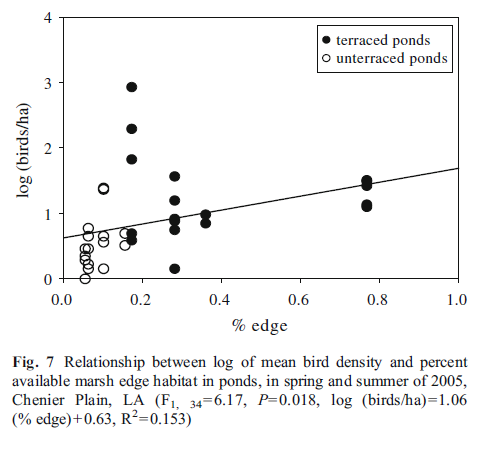 4
terraced ponds
unterraced ponds
3
2
1
0
log (birds/ha)
0.0 0.2 0.4 0.6 0.8 1.0
% edge
Fig. 7 Relationship between log of mean bird density and percent
available marsh edge habitat in ponds, in spring and summer of 2005,
Chenier Plain, LA (F1, 34=6.17, P=0.018, log (birds/ha)=1.06
(% edge)+0.63, R²=0.153)